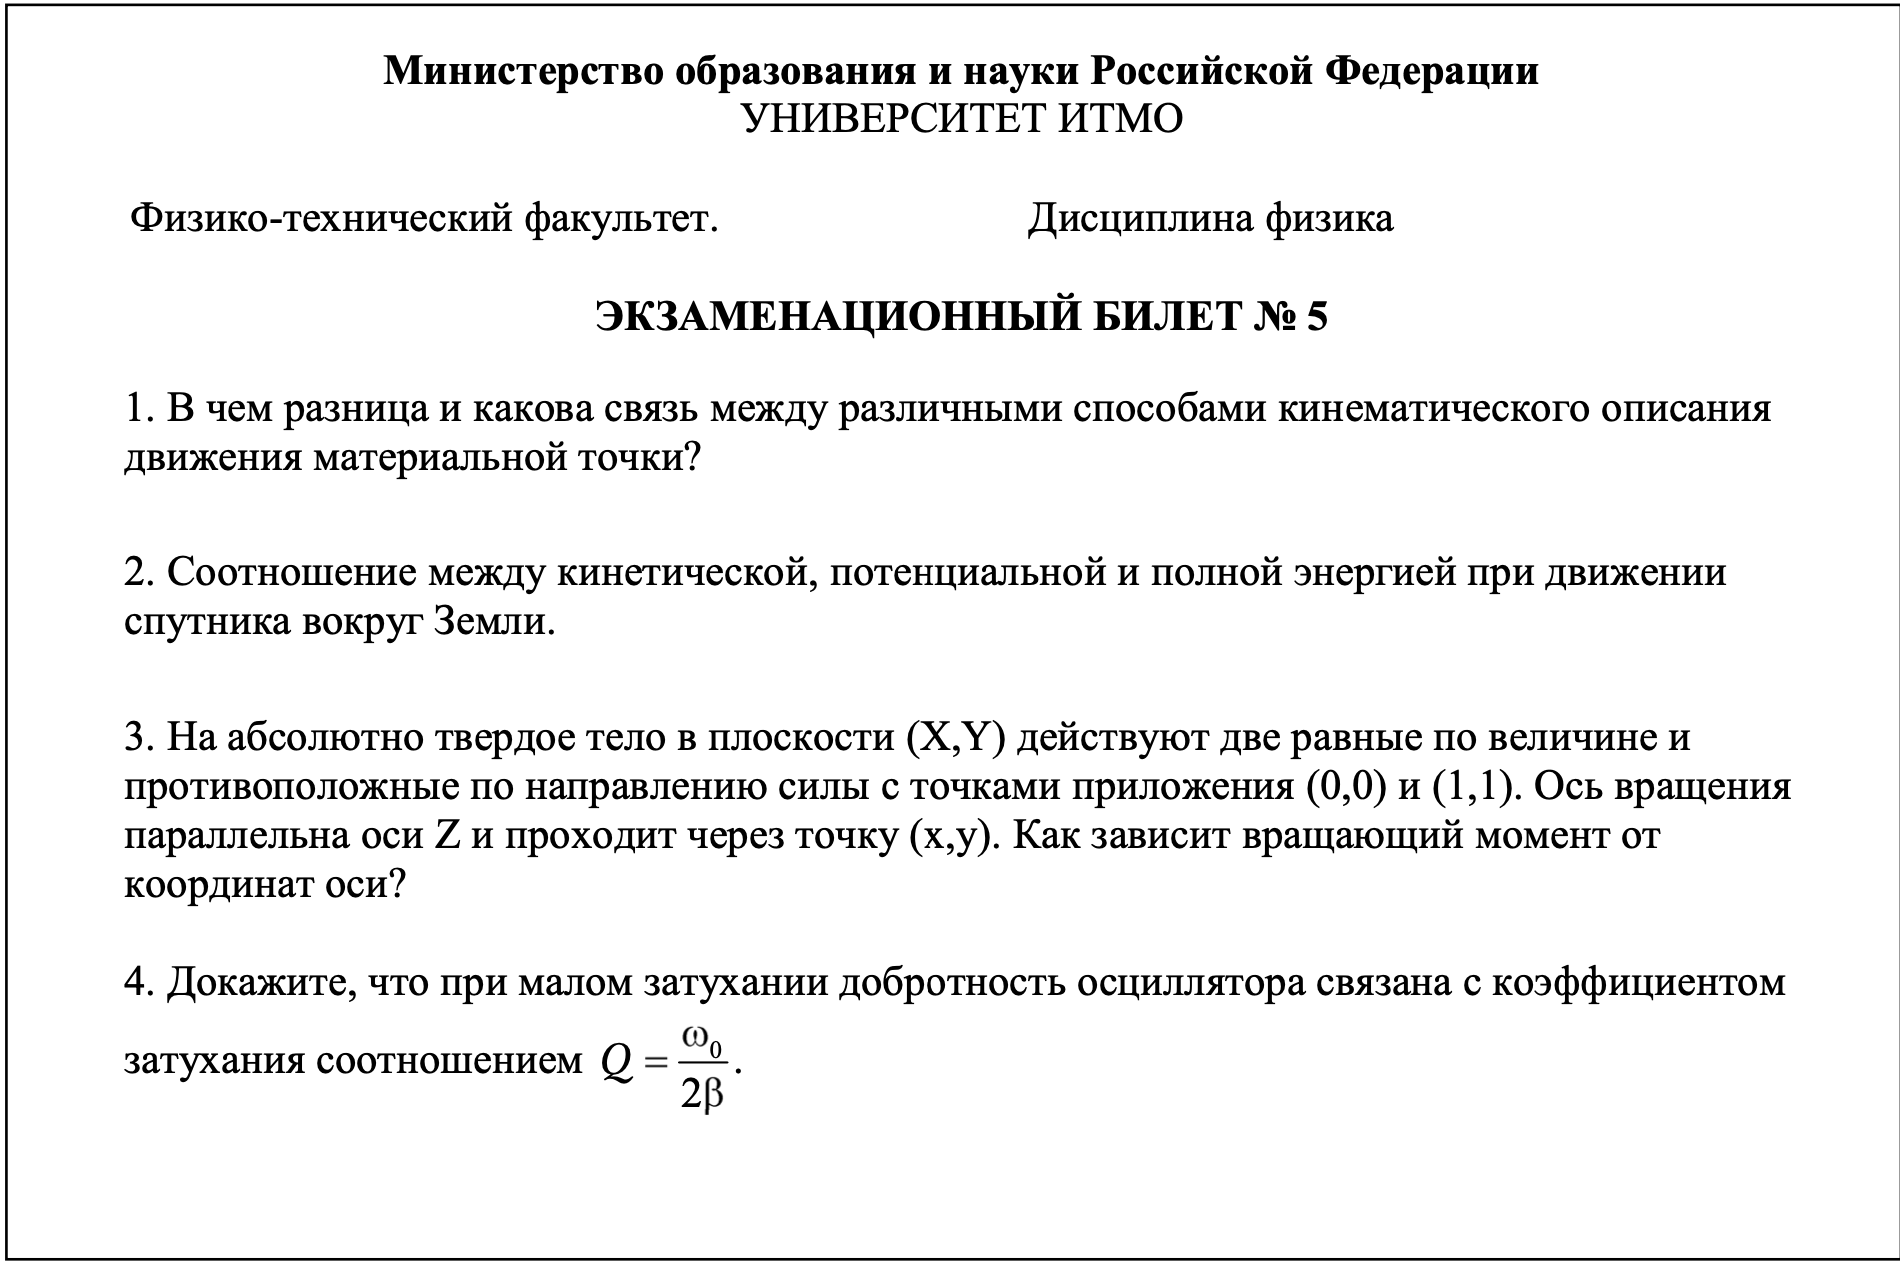 Министерство образования и науки Российской Федерации
УНИВЕРСИТЕТ ИТМО
Физико-технический факультет. Дисциплина физика
ЭКЗАМЕНАЦИОННЫЙ БИЛЕТ № 5
1. В чем разница и какова связь между различными способами кинематического описания
движения материальной точки?
2. Соотношение между кинетической, потенциальной и полной энергией при движении
спутника вокруг Земли.
3. На абсолютно твердое тело в плоскости (X,Y) действуют две равные по величине и
противоположные по направлению силы с точками приложения (0,0) и (1,1). Ось вращения
параллельна оси Z и проходит через точку (x,y). Как зависит вращающий момент от
координат оси?
4. Докажите, что при малом затухании добротность осциллятора связана с коэффициентом
затухания соотношением Q = ω₀/2β.